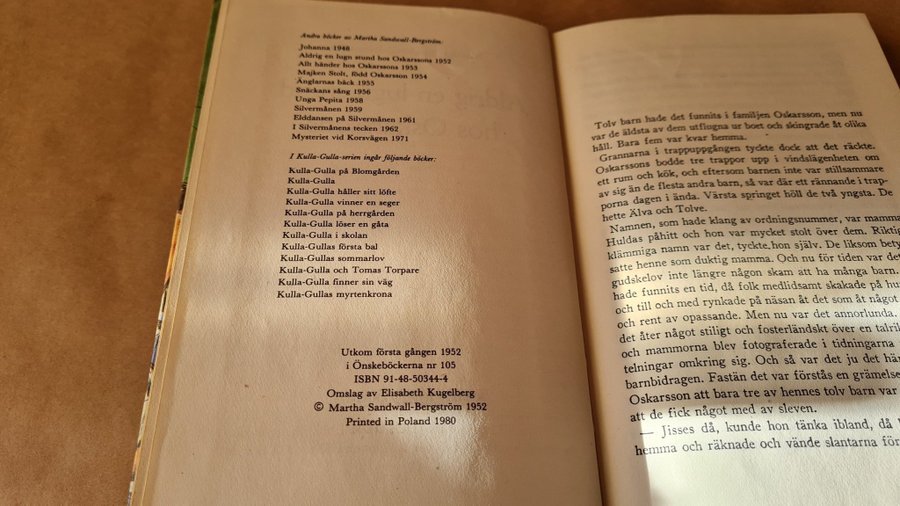 Andra böcker av Martha Sandwall-Bergström:
Johanna 1948
Aldrig en lugn stund hos Oskarssons 1952
Allt händer hos Oskarssons 1953
Majken Stolt, född Oskarson 1954
Änglarnas bäck 1955
Snäckans sång 1956
Unga Pepita 1958
Silvermånen 1959
Elddansen på Silvermånen 1961
I Silvermånens tecken 1962
Mysteriet vid Korsvägen 1971
I Kulla-Gulla-serien ingår följande böcker:
Kulla-Gulla på Blomgården
Kulla-Gulla
Kulla-Gulla håller sitt löfte
Kulla-Gulla vinner en seger
Kulla-Gulla på herrgården
Kulla-Gulla löser en gåta
Kulla-Gulla i skolan
Kulla-Gullas första bal
Kulla-Gullas sommarlov
Kulla-Gulla och Tomas Torpare
Kulla-Gulla finner sin väg
Kulla-Gullas myrtenkrona
Utkom första gången 1952
i Önskeböckerna nr 105
ISBN 91-48-50344-4
Omslag av Elisabeth Kugelberg
© Martha Sandwall-Bergström 1952
Printed in Poland 1980
Tolv barn hade det funnits i familjen Oskarsson, men nu
var de äldsta av dem utflugna ur boet och skingrade åt olika
håll. Bara fem var kvar hemma.
Grannarna i trappuppgången tyckte dock att det räckte.
Oskarssons bodde tre trappor upp i vindslägenheten om
ett rum och kök, och eftersom barnen inte var stillsammare
av sig än de flesta andra barn, så var där ett rännande i trap-
porna dagen i ända. Värsta springet höll de två yngsta. De
hette Älva och Tolve.
Namnen, som hade klang av ordningsnummer, var mamma
Huldas påhitt och hon var mycket stolt över dem. Riktig
klämmiga namn var det, tyckte hon själv. De liksom bety
satte henne som duktig mamma. Och nu för tiden var det
gudskelov inte längre någon skam att ha många barn.
hade funnits en tid, då folk medlidsamt skakade på hu
och till och med rynkade på näsan åt det som åt något
och rent av opassande. Men nu var det annorlunda.
det åter något stiligt och fosterländskt över en talrik
och mammorna blev fotograferade i tidningarna
telningar omkring sig. Och så var det ju det här
barnbidragen. Fastän det var förstås en grämelse
Oskarsson att bara tre av hennes tolv barn var
att de fick något med av sleven.
— Jisses då, kunde hon tänka ibland, då
hemma och räknade och vände slantarna för